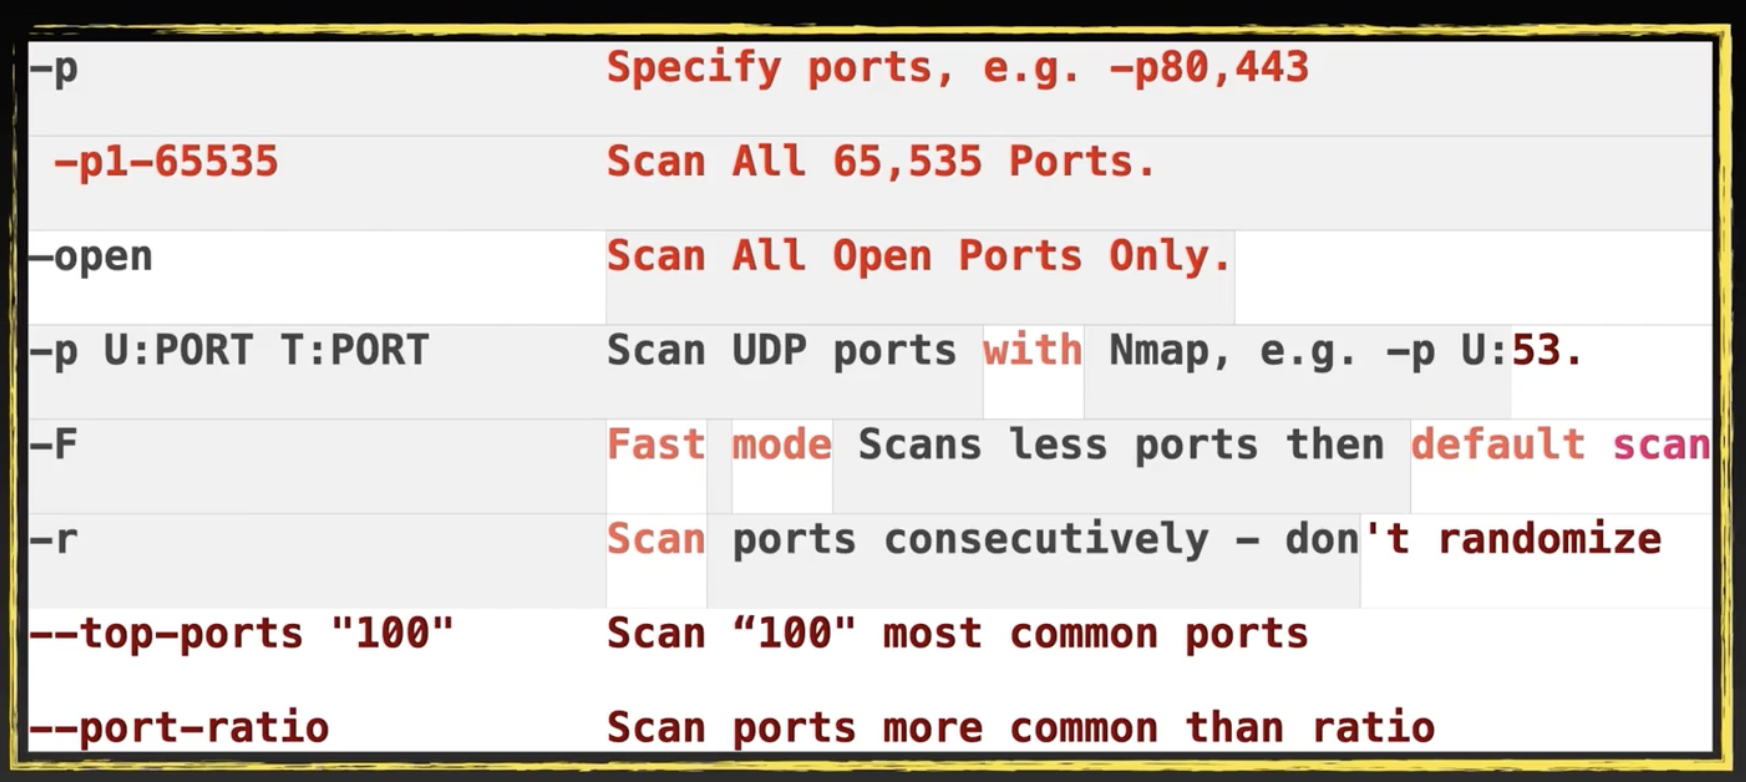 –p Specify ports, e.g. –p80,443
–p1–65535 Scan All 65,535 Ports.
–open Scan All Open Ports Only.
–p U:PORT T:PORT Scan UDP ports with Nmap, e.g. –p U:53.
–F Fast mode Scans less ports then default scan
–r Scan ports consecutively – don't randomize
––top–ports "100" Scan “100" most common ports
––port–ratio Scan ports more common than ratio